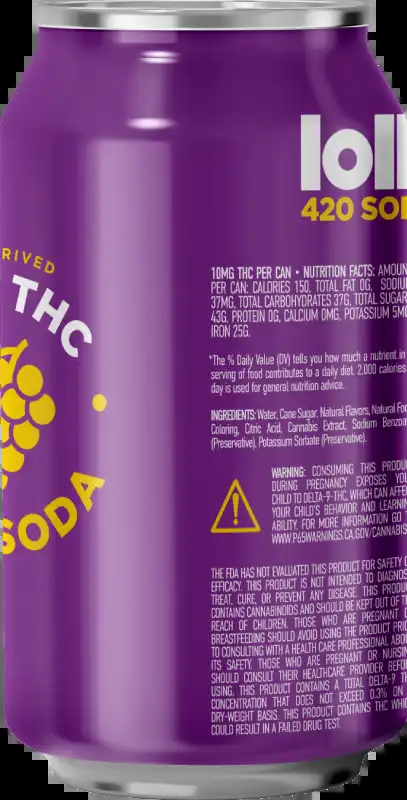 RIVED
THC
SODA
loll
420 SO
10MG THC PER CAN • NUTRITION FACTS: AMOUN
PER CAN: CALORIES 150, TOTAL FAT 0G, SODIU
37MG, TOTAL CARBOHYDRATES 37G, TOTAL SUGAR
43G, PROTEIN 0G, CALCIUM 0MG, POTASSIUM 5MG
IRON 25G.
*The % Daily Value (DV) tells you how much a nutrient in
serving of food contributes to a daily diet. 2,000 calories
day is used for general nutrition advice.
INGREDIENTS: Water, Cane Sugar, Natural Flavors, Natural Foo
Coloring, Citric Acid, Cannabis Extract, Sodium Benzoa
(Preservative), Potassium Sorbate (Preservative).
WARNING: CONSUMING THIS PRODU
DURING PREGNANCY EXPOSES YOU
CHILD TO DELTA-9-THC, WHICH CAN AFFE
YOUR CHILD'S BEHAVIOR AND LEARNIN
ABILITY. FOR MORE INFORMATION GO
WWW.P65WARNINGS.CA.GOV/CANNABIS
THE FDA HAS NOT EVALUATED THIS PRODUCT FOR SAFETY O
EFFICACY. THIS PRODUCT IS NOT INTENDED TO DIAGNOS
TREAT, CURE, OR PREVENT ANY DISEASE. THIS PRODU
CONTAINS CANNABINOIDS AND SHOULD BE KEPT OUT OF T
REACH OF CHILDREN. THOSE WHO ARE PREGNANT O
BREASTFEEDING SHOULD AVOID USING THE PRODUCT PRIO
TO CONSULTING WITH A HEALTH CARE PROFESSIONAL ABOU
ITS SAFETY. THOSE WHO ARE PREGNANT OR NURSIN
SHOULD CONSULT THEIR HEALTHCARE PROVIDER BEFOR
USING. THIS PRODUCT CONTAINS A TOTAL DELTA-9 T
CONCENTRATION THAT DOES NOT EXCEED 0.3% ON
DRY-WEIGHT BASIS. THIS PRODUCT CONTAINS THC WHIC
COULD RESULT IN A FAILED DRUG TEST.